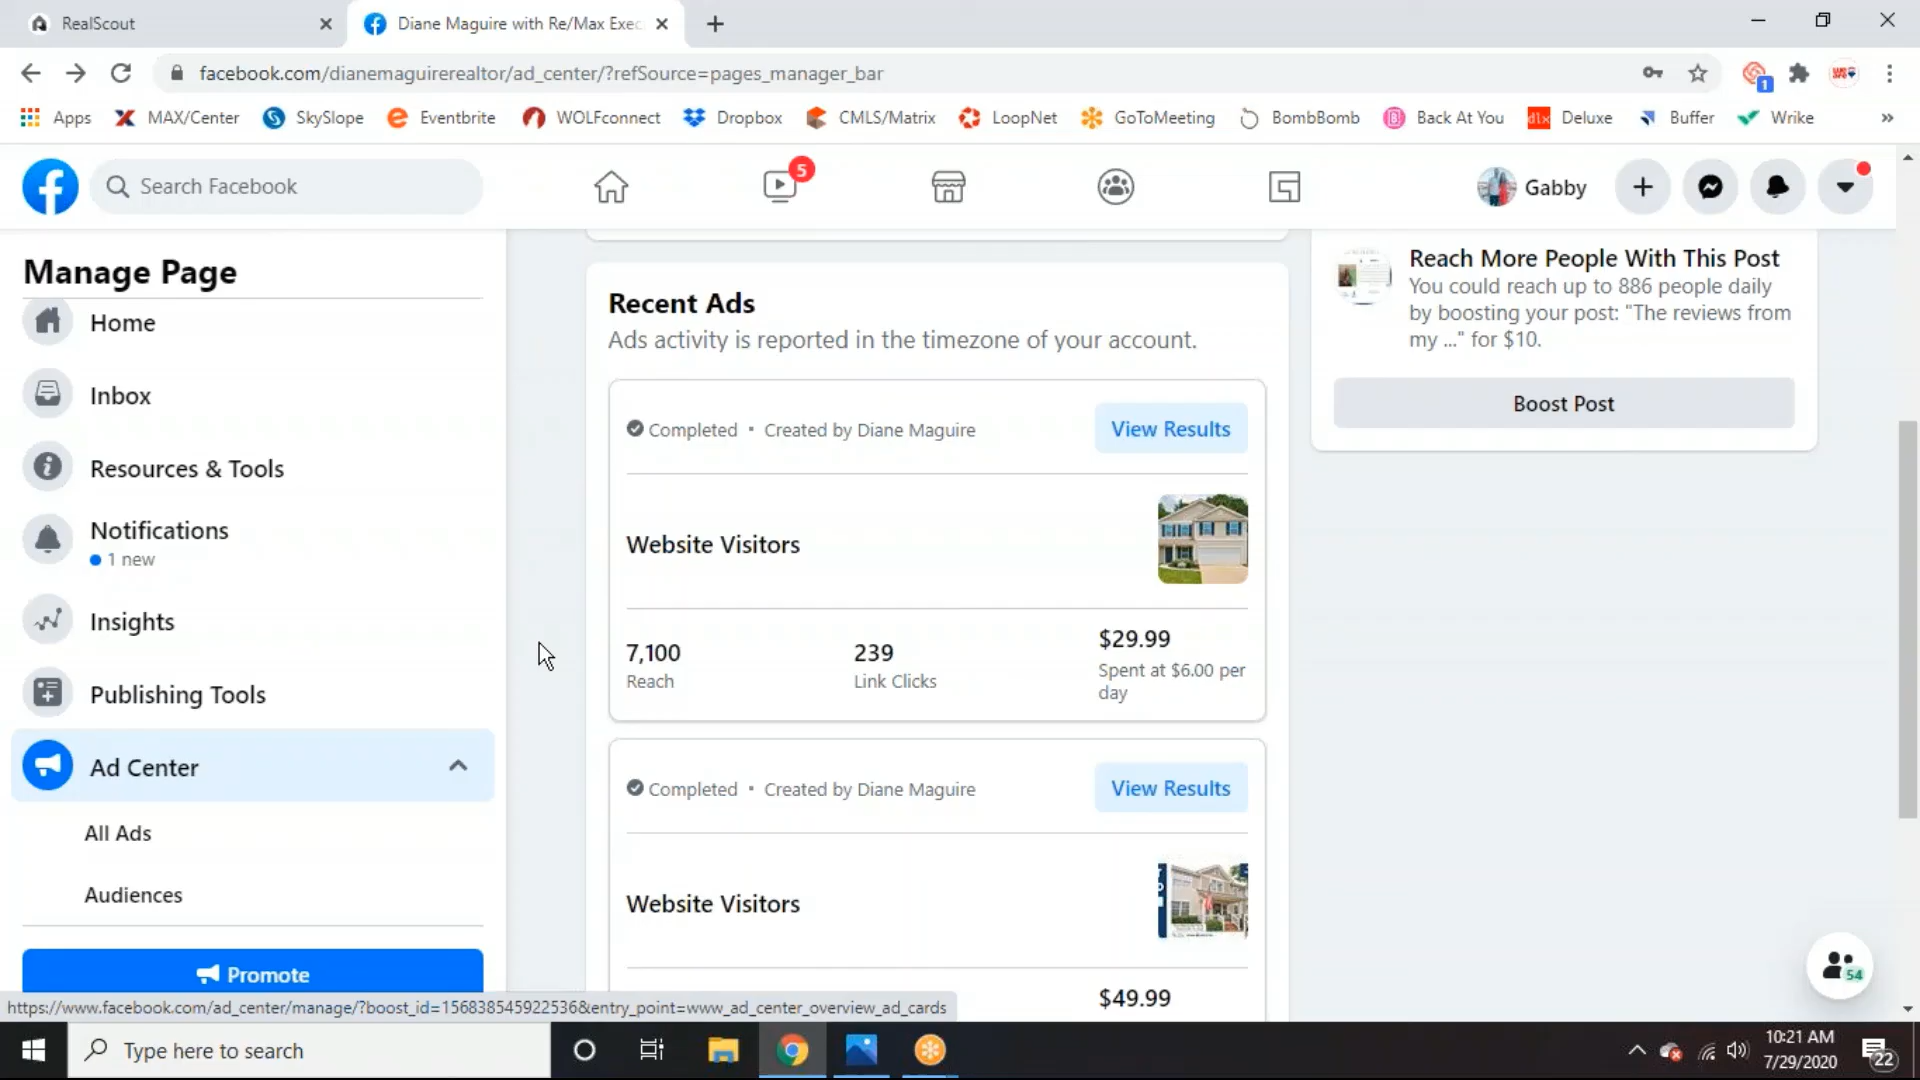 RealScout
Diane Maguire with Re/Max Exec
facebook.com/dianemaguirerealtor/ad_center/?refSource=pages_manager_bar
1
Apps
MAX/Center
SkySlope
Eventbrite
WOLFconnect
Dropbox
CMLS/Matrix
LoopNet
GoToMeeting
BombBomb
Back At You
dlx
Deluxe
Buffer
Wrike
Search Facebook
5
Gabby
Manage Page
Home
Inbox
Resources & Tools
Notifications
1 new
Insights
Publishing Tools
Ad Center
All Ads
Audiences
Promote
Recent Ads
Ads activity is reported in the timezone of your account.
Completed • Created by Diane Maguire
View Results
Website Visitors
7,100
Reach
239
Link Clicks
$29.99
Spent at $6.00 per
day
Completed • Created by Diane Maguire
View Results
Website Visitors
$49.99
Reach More People With This Post
You could reach up to 886 people daily
by boosting your post: "The reviews from
my ..." for $10.
Boost Post
54
https://www.facebook.com/ad_center/manage/?boost_id=156838545922536&entry_point=www_ad_center_overview_ad_cards
Type here to search
10:21 AM
7/29/2020
22